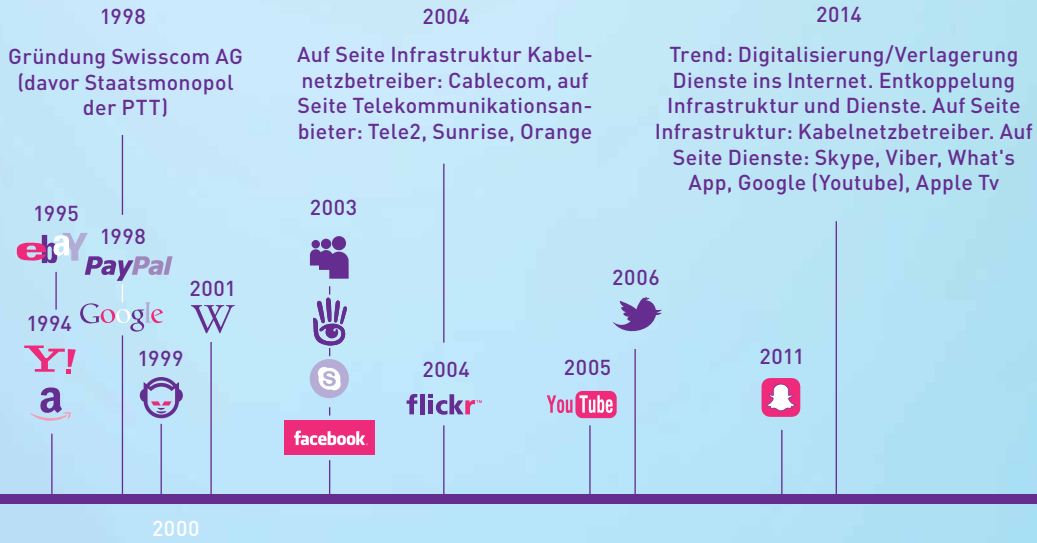 1998
Gründung Swisscom AG
(davor Staatsmonopol
der PTT)
2004
Auf Seite Infrastruktur Kabel-
netzbetreiber: Cablecom, auf
Seite Telekommunikationsan-
bieter: Tele2, Sunrise, Orange
2014
Trend: Digitalisierung/Verlagerung
Dienste ins Internet. Entkoppelung
Infrastruktur und Dienste. Auf Seite
Infrastruktur: Kabelnetzbetreiber. Auf
Seite Dienste: Skype, Viber, What's
App, Google (Youtube), Apple Tv
1995
ebaY
1994
Y!
a
1998
PayPal
Google
1999
2001
W
2003
S
facebook.
2004
flickr™
2005
YouTube
2006
2011
2000